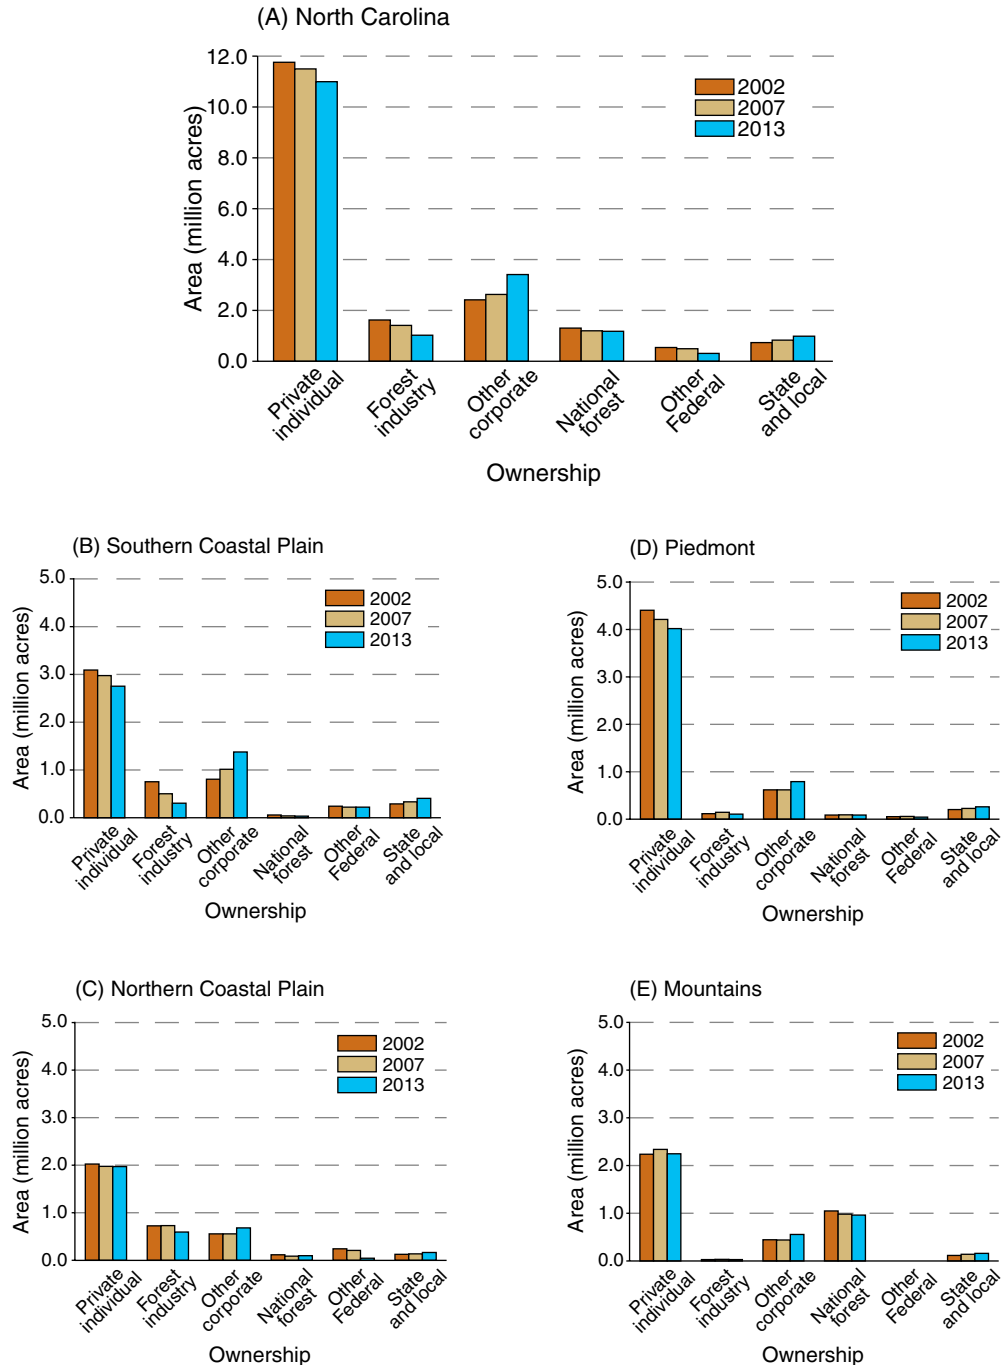 (A) North Carolina
Area (million acres)
12.0
10.0
8.0
6.0
4.0
2.0
0.0
2002
2007
2013
Private
individual
Forest
industry
Other
corporate
National
forest
Other
Federal
State
and local
Ownership
(B) Southern Coastal Plain
Area (million acres)
5.0
4.0
3.0
2.0
1.0
0.0
2002
2007
2013
Private
individual
Forest
industry
Other
corporate
National
forest
Other
Federal
State
and local
Ownership
(D) Piedmont
Area (million acres)
5.0
4.0
3.0
2.0
1.0
0.0
2002
2007
2013
Private
individual
Forest
industry
Other
corporate
National
forest
Other
Federal
State
and local
Ownership
(C) Northern Coastal Plain
Area (million acres)
5.0
4.0
3.0
2.0
1.0
0.0
2002
2007
2013
Private
individual
Forest
industry
Other
corporate
National
forest
Other
Federal
State
and local
Ownership
(E) Mountains
Area (million acres)
5.0
4.0
3.0
2.0
1.0
0.0
2002
2007
2013
Private
individual
Forest
industry
Other
corporate
National
forest
Other
Federal
State
and local
Ownership